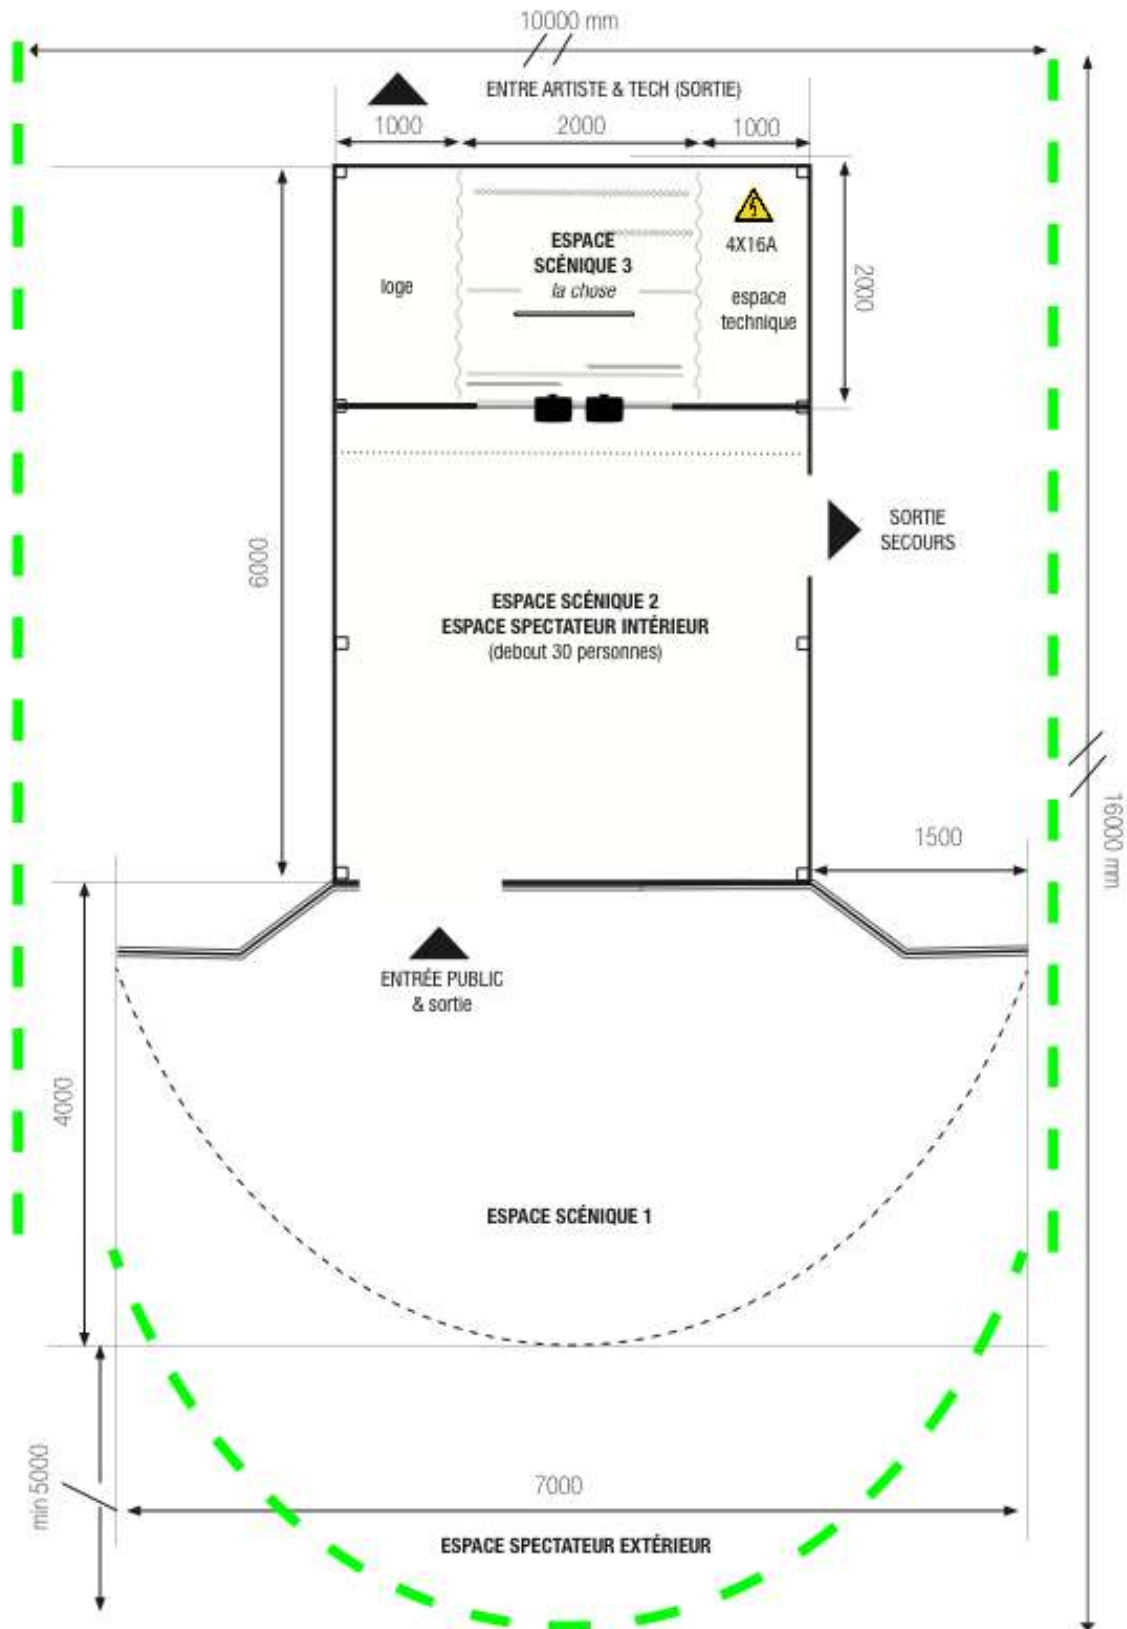 10000 mm
ENTRE ARTISTE & TECH (SORTIE)
1000
2000
1000
ESPACE
SCÉNIQUE 3
la chose
loge
4X16A
espace
technique
2000
6000
SORTIE
SECOURS
ESPACE SCÉNIQUE 2
ESPACE SPECTATEUR INTÉRIEUR
(debout 30 personnes)
16000 mm
1500
ENTRÉE PUBLIC
& sortie
4000
ESPACE SCÉNIQUE 1
min 5000
7000
ESPACE SPECTATEUR EXTÉRIEUR